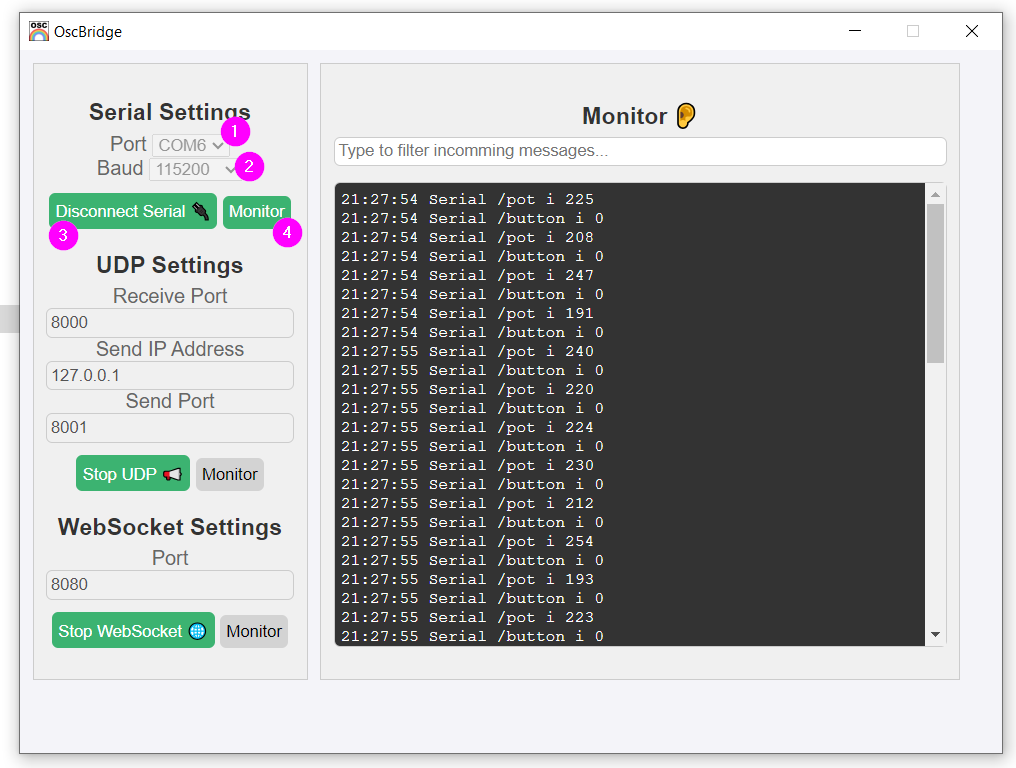 OSC OscBridge
Serial Settings
Port COM6 1
Baud 115200 2
Disconnect Serial Monitor
3 4
UDP Settings
Receive Port
8000
Send IP Address
127.0.0.1
Send Port
8001
Stop UDP Monitor
WebSocket Settings
Port
8080
Stop WebSocket Monitor
Monitor
Type to filter incomming messages...
21:27:54 Serial /pot i 225
21:27:54 Serial /button i 0
21:27:54 Serial /pot i 208
21:27:54 Serial /button i 0
21:27:54 Serial /pot i 247
21:27:54 Serial /button i 0
21:27:54 Serial /pot i 191
21:27:54 Serial /button i 0
21:27:55 Serial /pot i 240
21:27:55 Serial /button i 0
21:27:55 Serial /pot i 220
21:27:55 Serial /button i 0
21:27:55 Serial /pot i 224
21:27:55 Serial /button i 0
21:27:55 Serial /pot i 230
21:27:55 Serial /button i 0
21:27:55 Serial /pot i 212
21:27:55 Serial /button i 0
21:27:55 Serial /pot i 254
21:27:55 Serial /button i 0
21:27:55 Serial /pot i 193
21:27:55 Serial /button i 0
21:27:55 Serial /pot i 223
21:27:55 Serial /button i 0